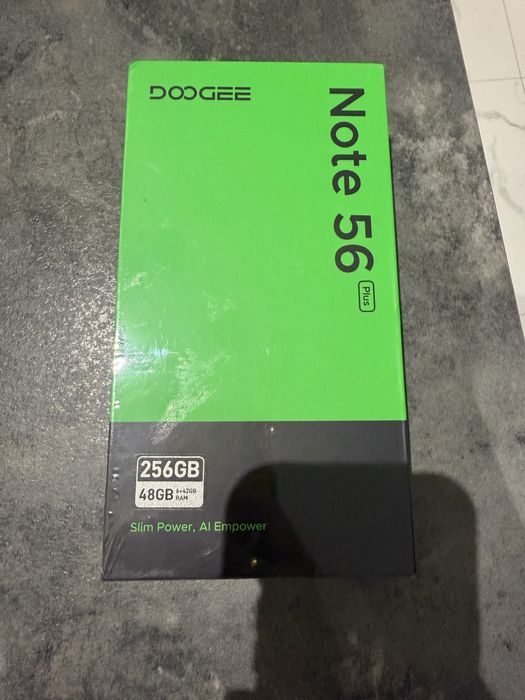 DOOGEE
Note 56
Plus
256GB
48GB 6+42GB RAM
Slim Power, AI Empower